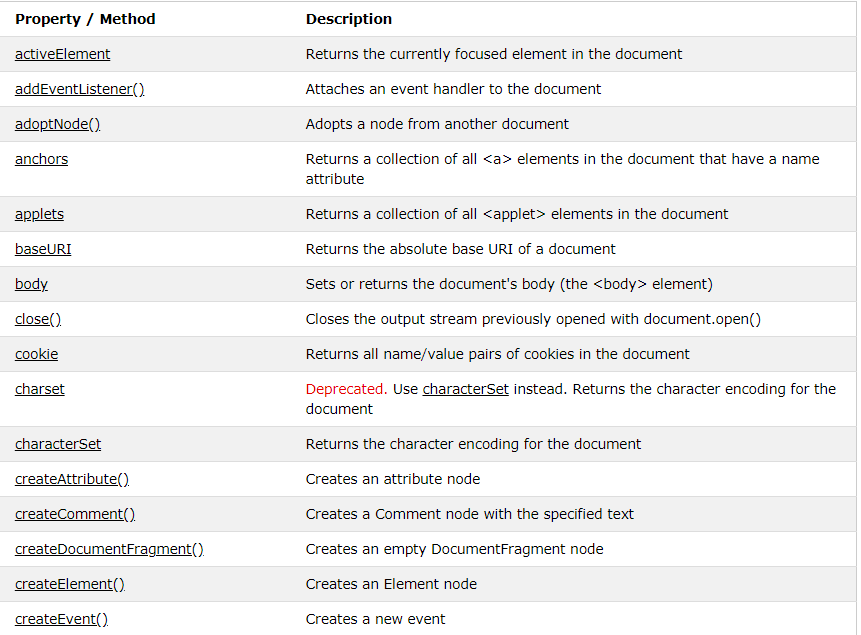 Property / Method Description
activeElement Returns the currently focused element in the document
addEventListener() Attaches an event handler to the document
adoptNode() Adopts a node from another document
anchors Returns a collection of all <a> elements in the document that have a name
attribute
applets Returns a collection of all <applet> elements in the document
baseURI Returns the absolute base URI of a document
body Sets or returns the document's body (the <body> element)
close() Closes the output stream previously opened with document.open()
cookie Returns all name/value pairs of cookies in the document
charset Deprecated. Use characterSet instead. Returns the character encoding for the
document
characterSet Returns the character encoding for the document
createAttribute() Creates an attribute node
createComment() Creates a Comment node with the specified text
createDocumentFragment() Creates an empty DocumentFragment node
createElement() Creates an Element node
createEvent() Creates a new event